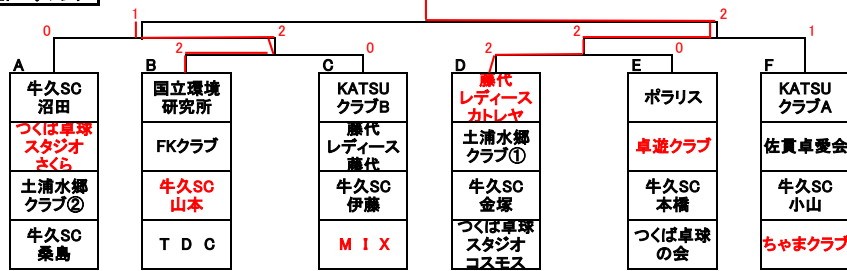 1
2
0
2
2
2
0
2
0
1
A
B
C
D
E
F
牛久SC
沼田
つくば卓球
スタジオ
さくら
土浦水郷
クラブ②
牛久SC
桑島
国立環境
研究所
FKクラブ
牛久SC
山本
T D C
KATSU
クラブB
藤代
レディース
藤代
牛久SC
伊藤
M I X
藤代
レディース
カトレヤ
土浦水郷
クラブ①
牛久SC
金塚
つくば卓球
スタジオ
コスモス
ポラリス
卓遊クラブ
牛久SC
本橋
つくば卓球
の会
KATSU
クラブA
佐貫卓愛会
牛久SC
小山
ちゃまクラブ